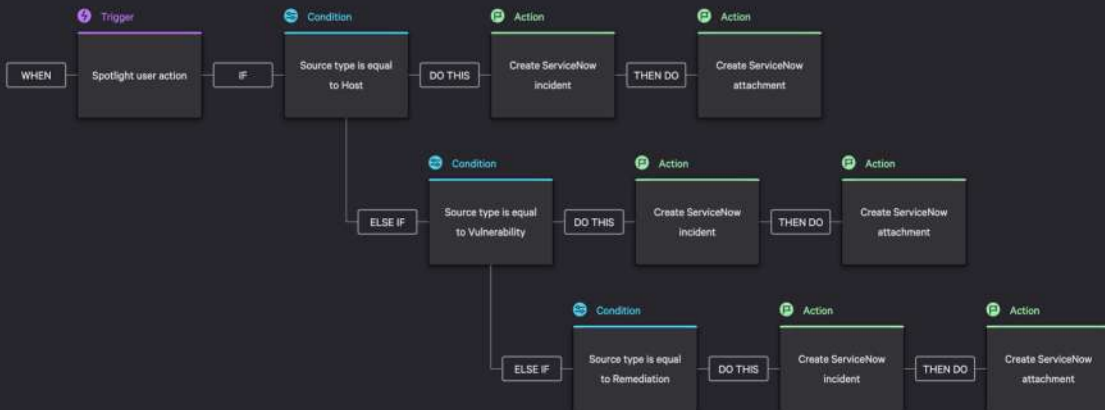 Trigger
Condition
Action
Action
WHEN
Spotlight user action
IF
Source type is equal
to Host
DO THIS
Create ServiceNow
incident
THEN DO
Create ServiceNow
attachment
Condition
Action
Action
ELSE IF
Source type is equal
to Vulnerability
DO THIS
Create ServiceNow
incident
THEN DO
Create ServiceNow
attachment
Condition
Action
Action
ELSE IF
Source type is equal
to Remediation
DO THIS
Create ServiceNow
incident
THEN DO
Create ServiceNow
attachment